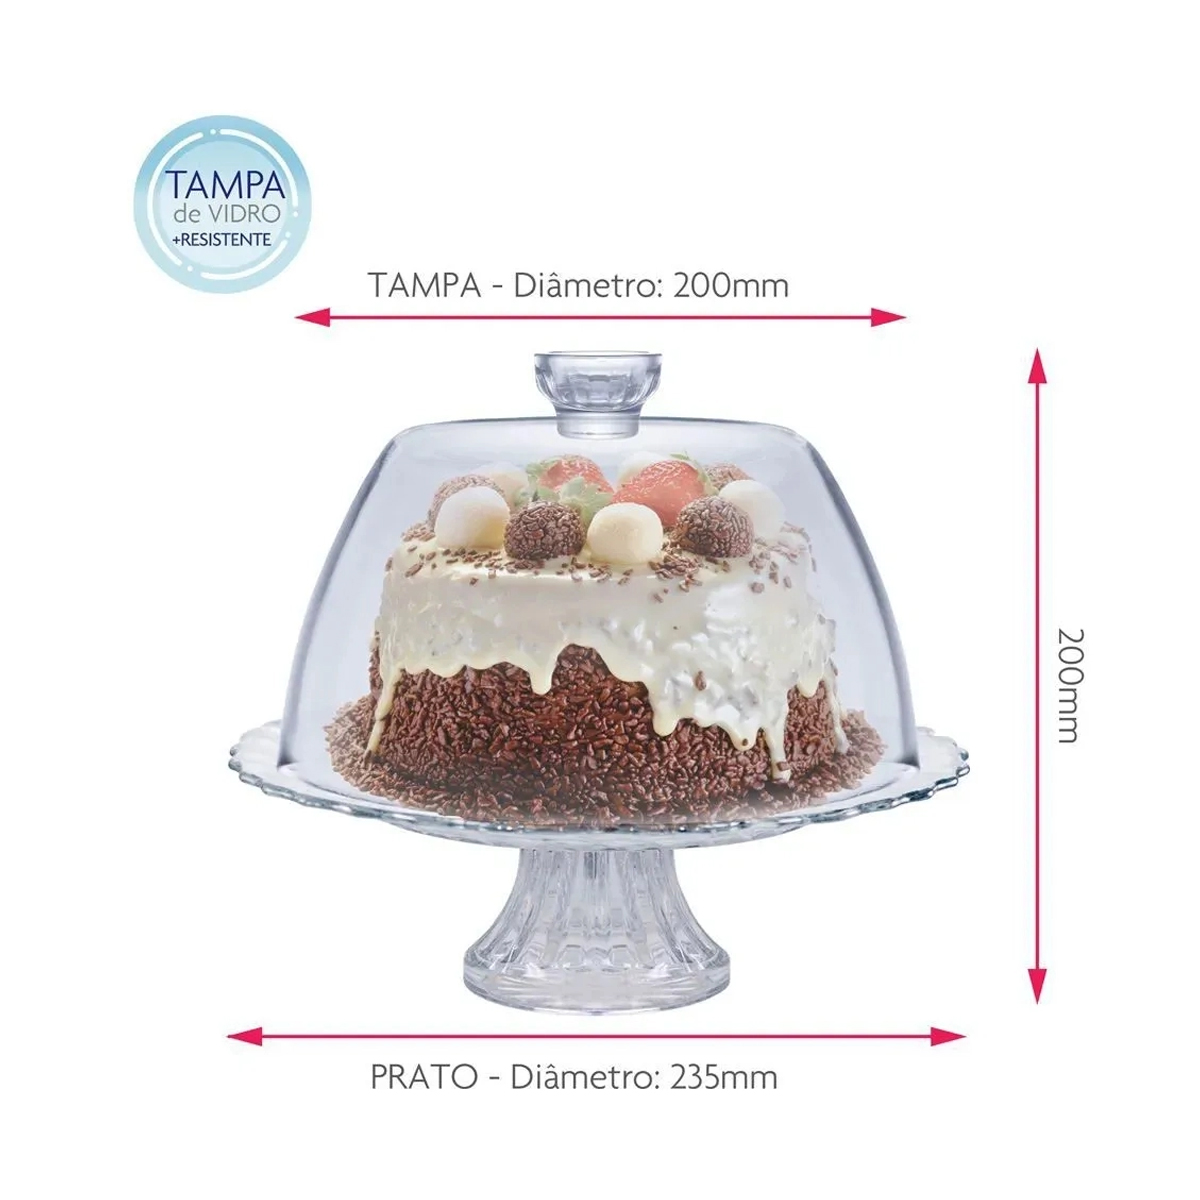 TAMPA
de VIDRO
+RESISTENTE
TAMPA - Diâmetro: 200mm
200mm
PRATO - Diâmetro: 235mm